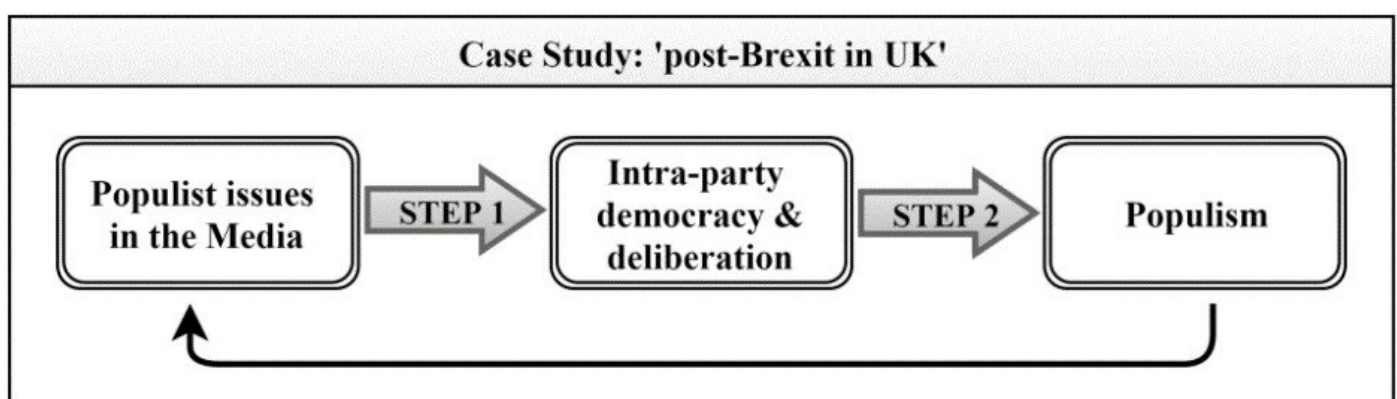 Case Study: 'post-Brexit in UK'
Populist issues
in the Media
STEP 1
Intra-party
democracy &
deliberation
STEP 2
Populism